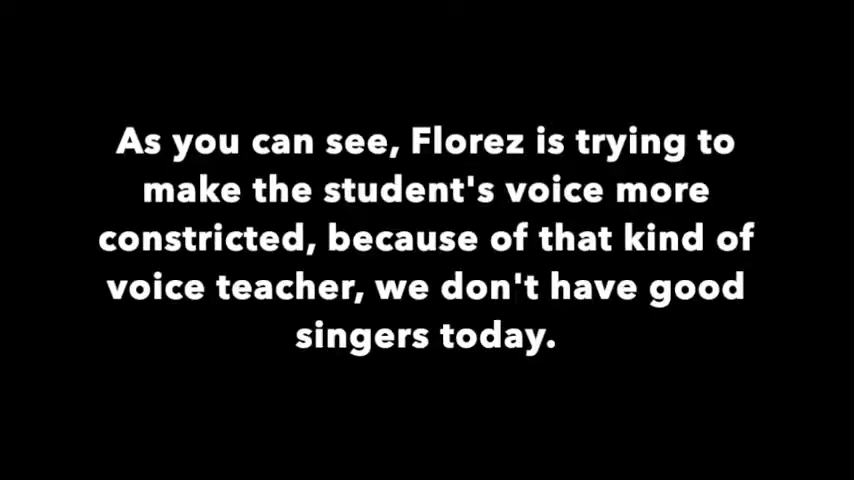 As you can see, Florez is trying to
make the student's voice more
constricted, because of that kind of
voice teacher, we don't have good
singers today.